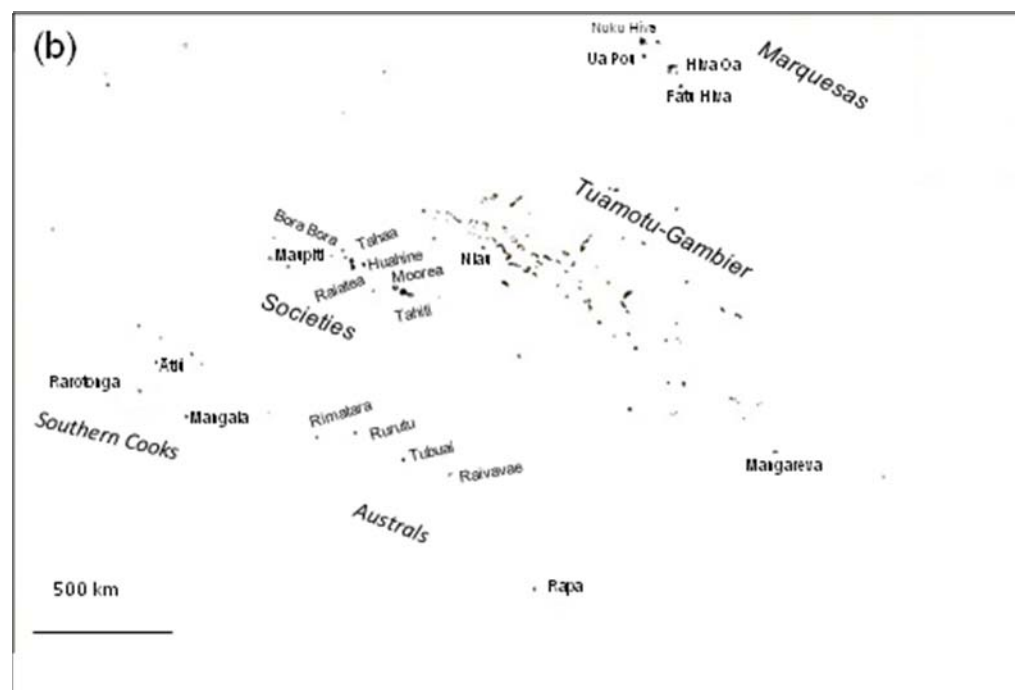 (b)
Nuku Hiva
Ua Pou
Hiva Oa
Fatu Hiva
Marquesas
Tuamotu-Gambier
Bora Bora
Tahaa
Maupiti
Huahine
Niau
Moorea
Raiatea
Societies
Tahiti
Atiu
Rarotonga
Mangaia
Southern Cooks
Rimatara
Rurutu
Tubuai
Raivavae
Mangareva
Australs
500 km
Rapa